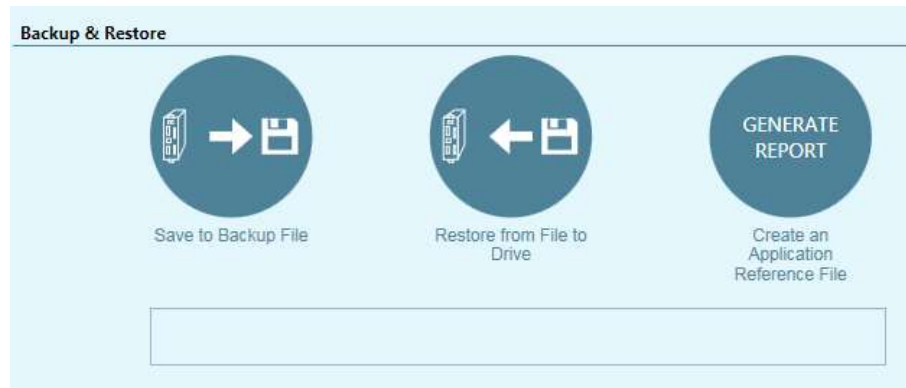 Backup & Restore
GENERATE
REPORT
Save to Backup File
Restore from File to
Drive
Create an
Application
Reference File